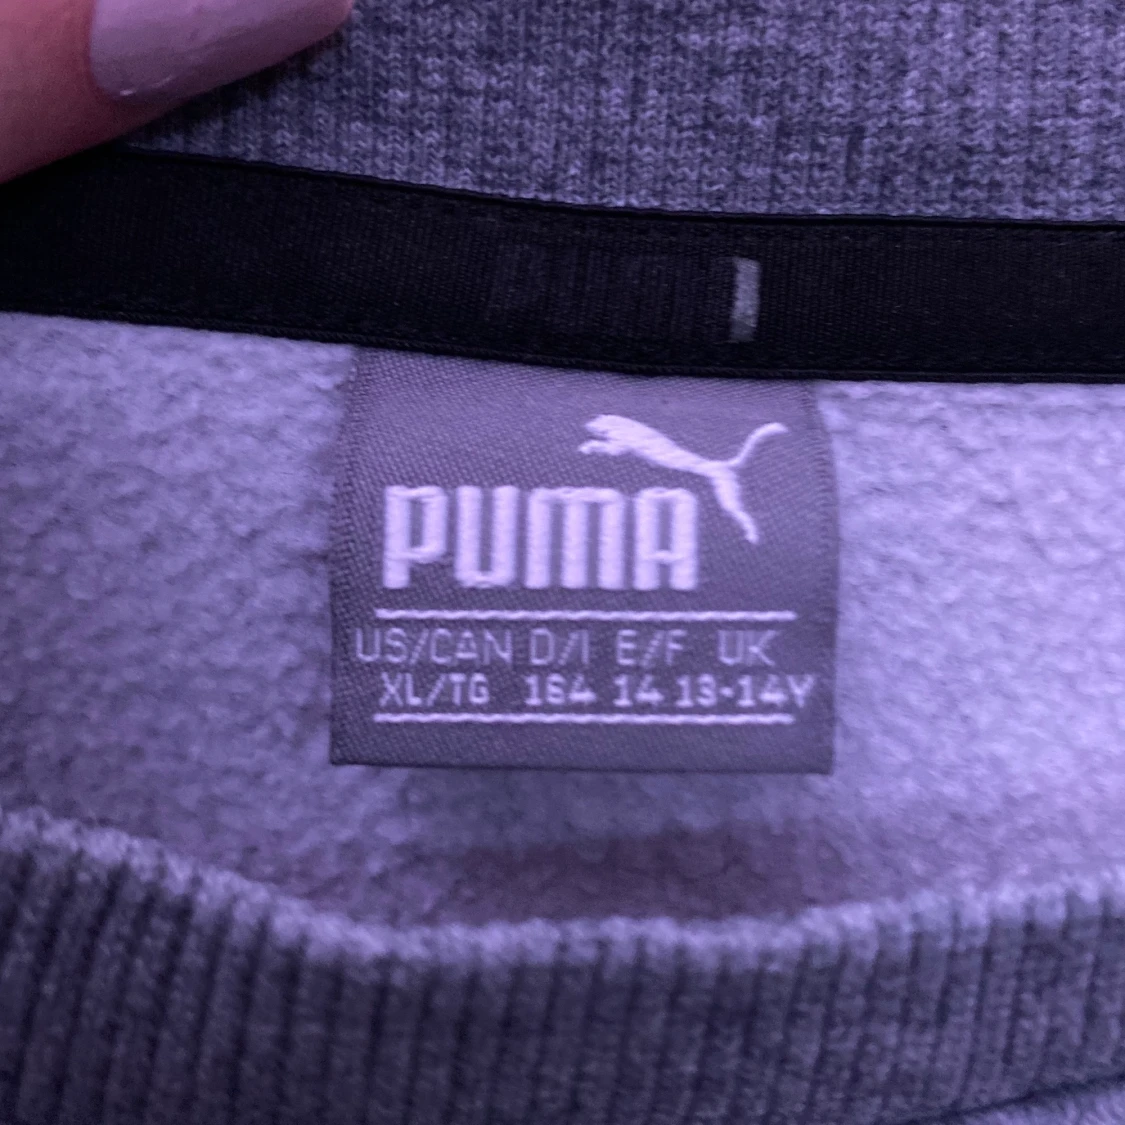 PUMA
US/CAN D/I E/F UK
XL/TG 164 14 13-14Y